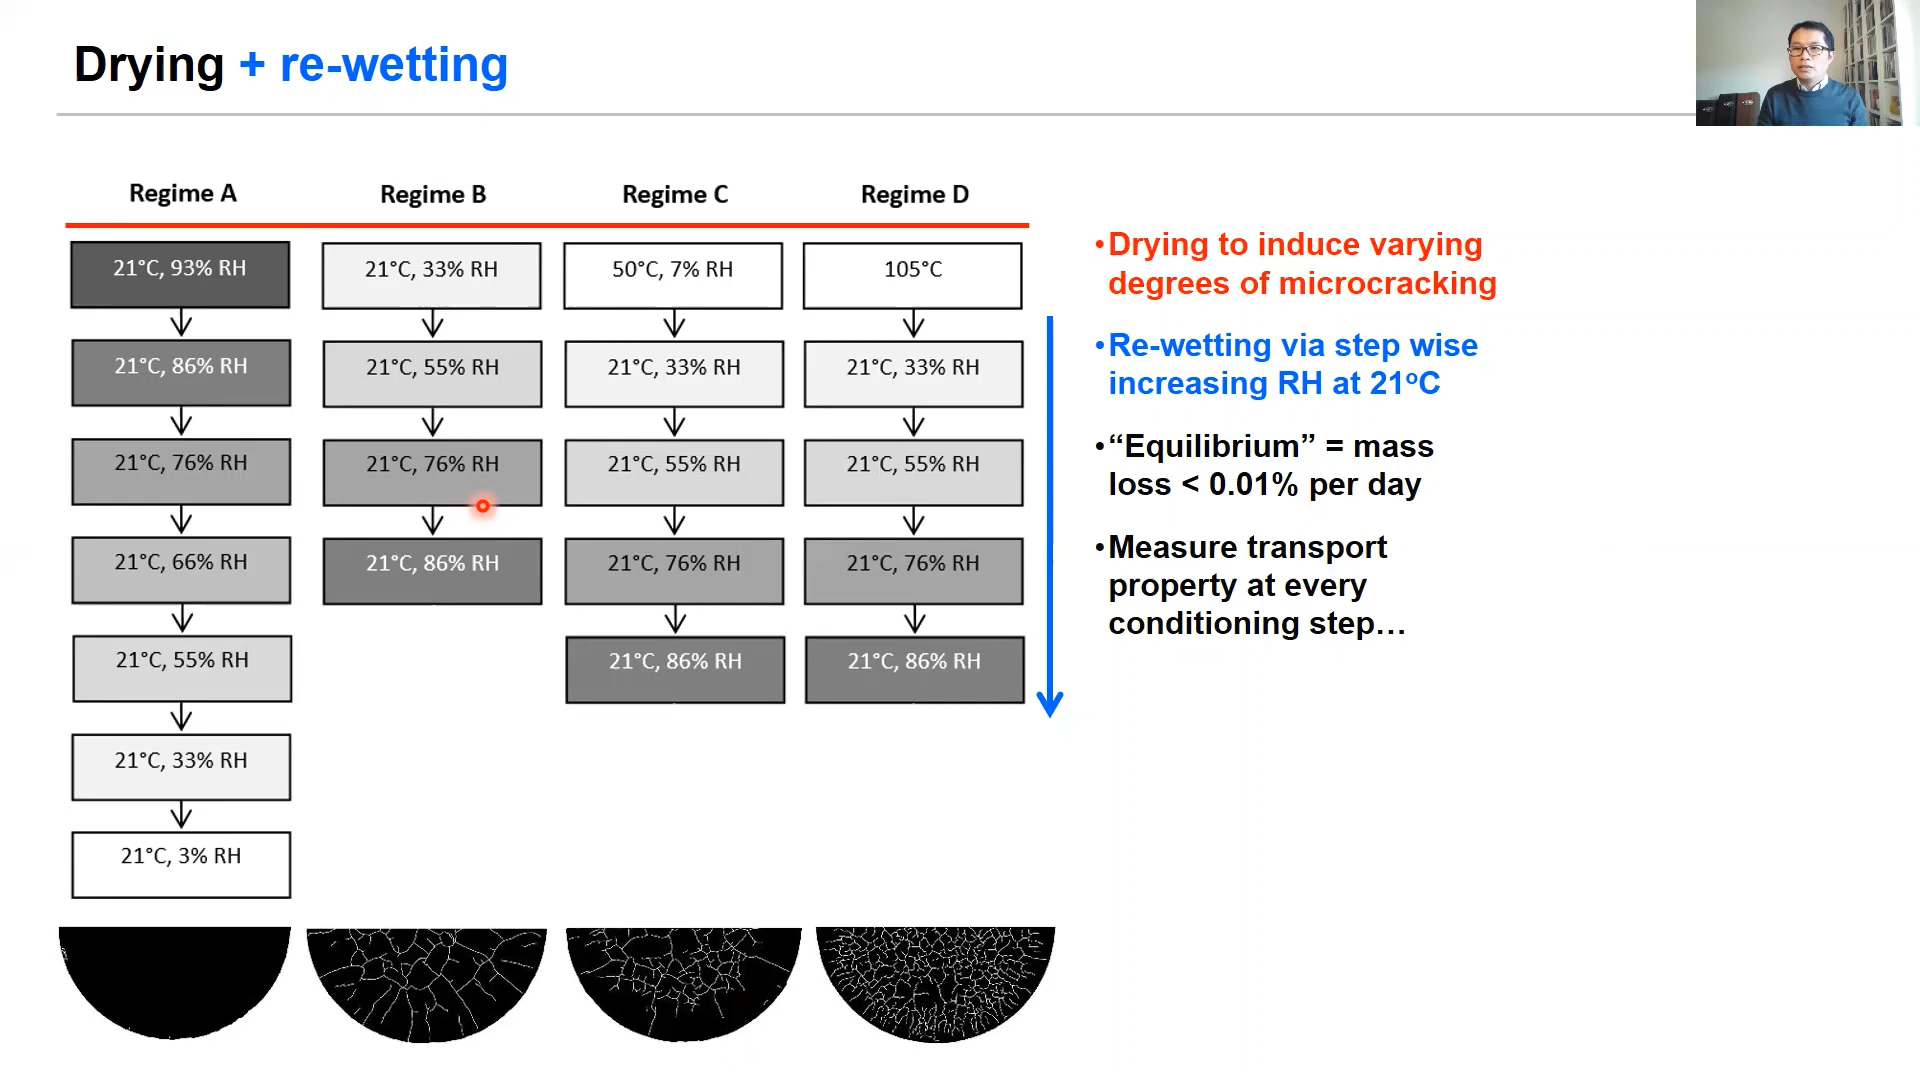 Drying + re-wetting
Regime A
Regime B
Regime C
Regime D
21°C, 93% RH
21°C, 86% RH
21°C, 76% RH
21°C, 66% RH
21°C, 55% RH
21°C, 33% RH
21°C, 3% RH
21°C, 33% RH
21°C, 55% RH
21°C, 76% RH
21°C, 86% RH
50°C, 7% RH
21°C, 33% RH
21°C, 55% RH
21°C, 76% RH
21°C, 86% RH
105°C
21°C, 33% RH
21°C, 55% RH
21°C, 76% RH
21°C, 86% RH
•Drying to induce varying
degrees of microcracking
•Re-wetting via step wise
increasing RH at 21°C
•“Equilibrium” = mass
loss < 0.01% per day
•Measure transport
property at every
conditioning step…